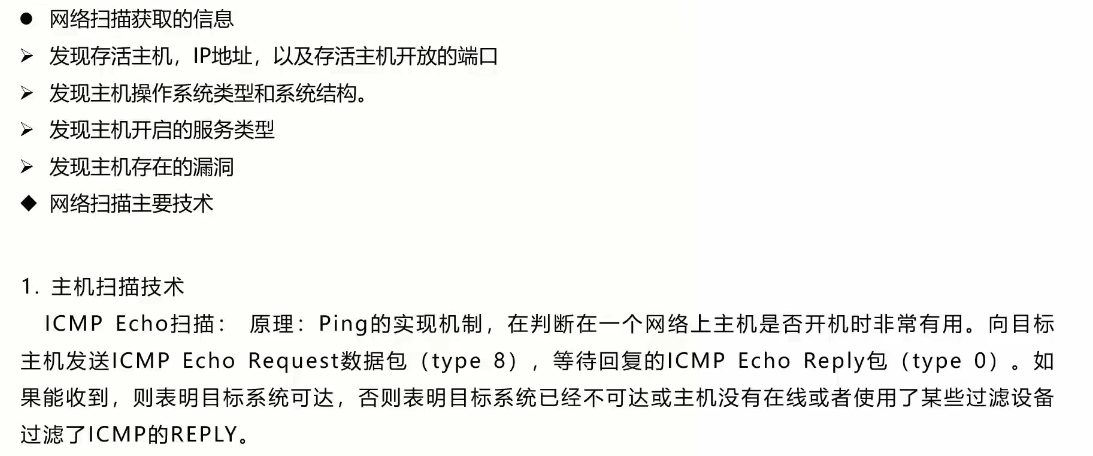 ● 网络扫描获取的信息
➢ 发现存活主机，IP地址，以及存活主机开放的端口
➢ 发现主机操作系统类型和系统结构。
➢ 发现主机开启的服务类型
➢ 发现主机存在的漏洞
◆ 网络扫描主要技术
1. 主机扫描技术
ICMP Echo扫描： 原理：Ping的实现机制，在判断在一个网络上主机是否开机时非常有用。向目标
主机发送ICMP Echo Request数据包（type 8），等待回复的ICMP Echo Reply包（type 0）。如
果能收到，则表明目标系统可达，否则表明目标系统已经不可达或主机没有在线或者使用了某些过滤设备
过滤了ICMP的REPLY。